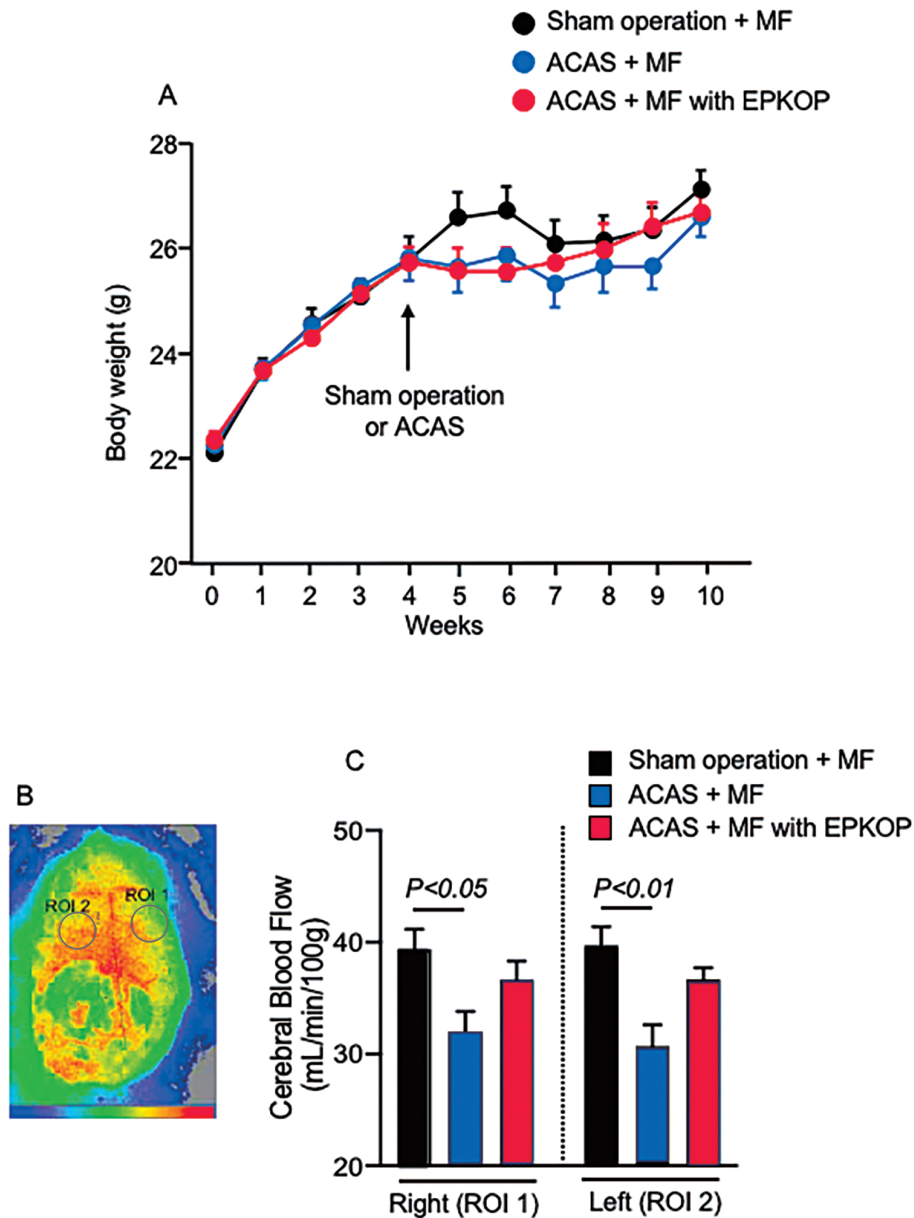 Sham operation + MF
ACAS + MF
ACAS + MF with EPKOP
A
28
26
24
22
20
Body weight (g)
Sham operation
or ACAS
0 1 2 3 4 5 6 7 8 9 10
Weeks
B
ROI 2
ROI 1
C
Sham operation + MF
ACAS + MF
ACAS + MF with EPKOP
50
40
30
20
Cerebral Blood Flow
(mL/min/100g)
P<0.05
P<0.01
Right (ROI 1)
Left (ROI 2)